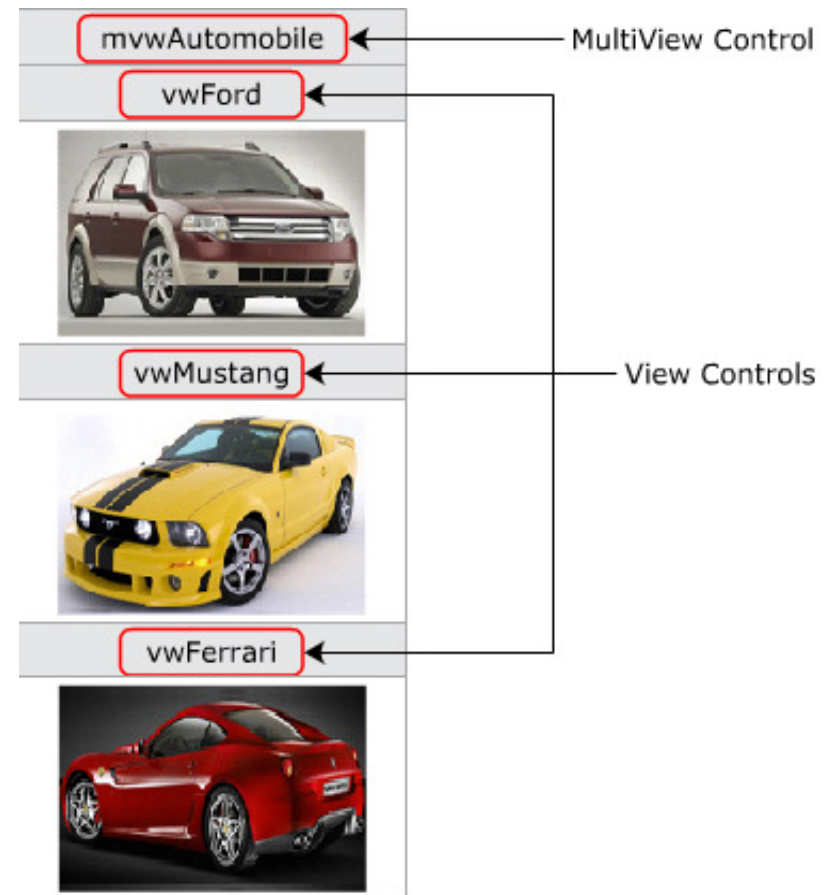 mvwAutomobile
MultiView Control
vwFord
vwMustang
View Controls
vwFerrari